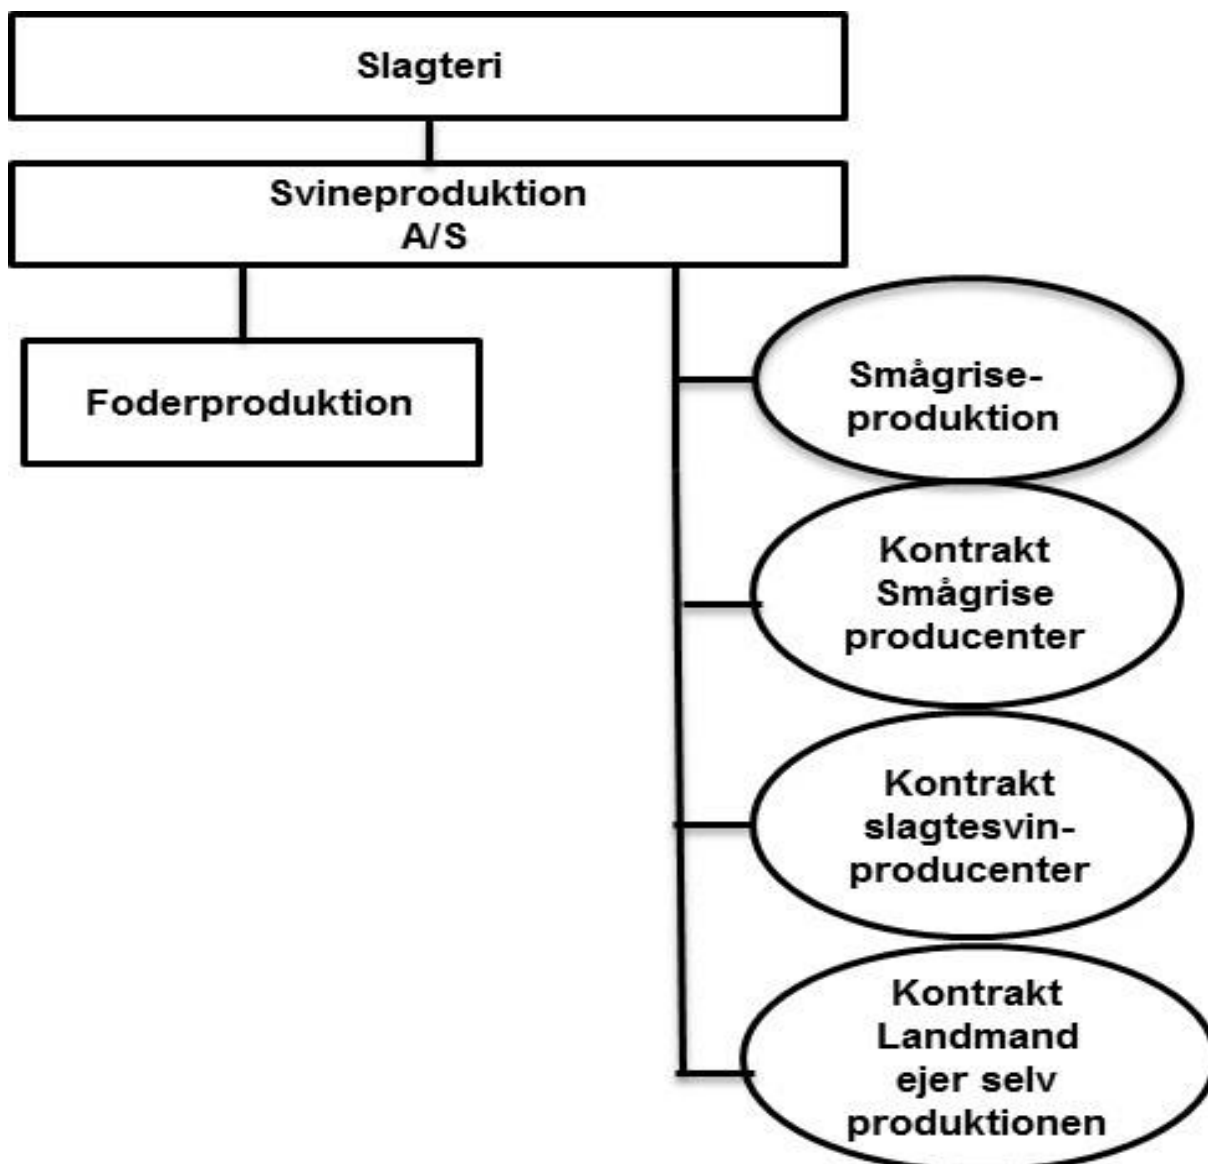 Slagteri
Svineproduktion
A/S
Foderproduktion
Smågrise-
produktion
Kontrakt
Smågrise
producenter
Kontrakt
slagtesvin-
producenter
Kontrakt
Landmand
ejer selv
produktionen